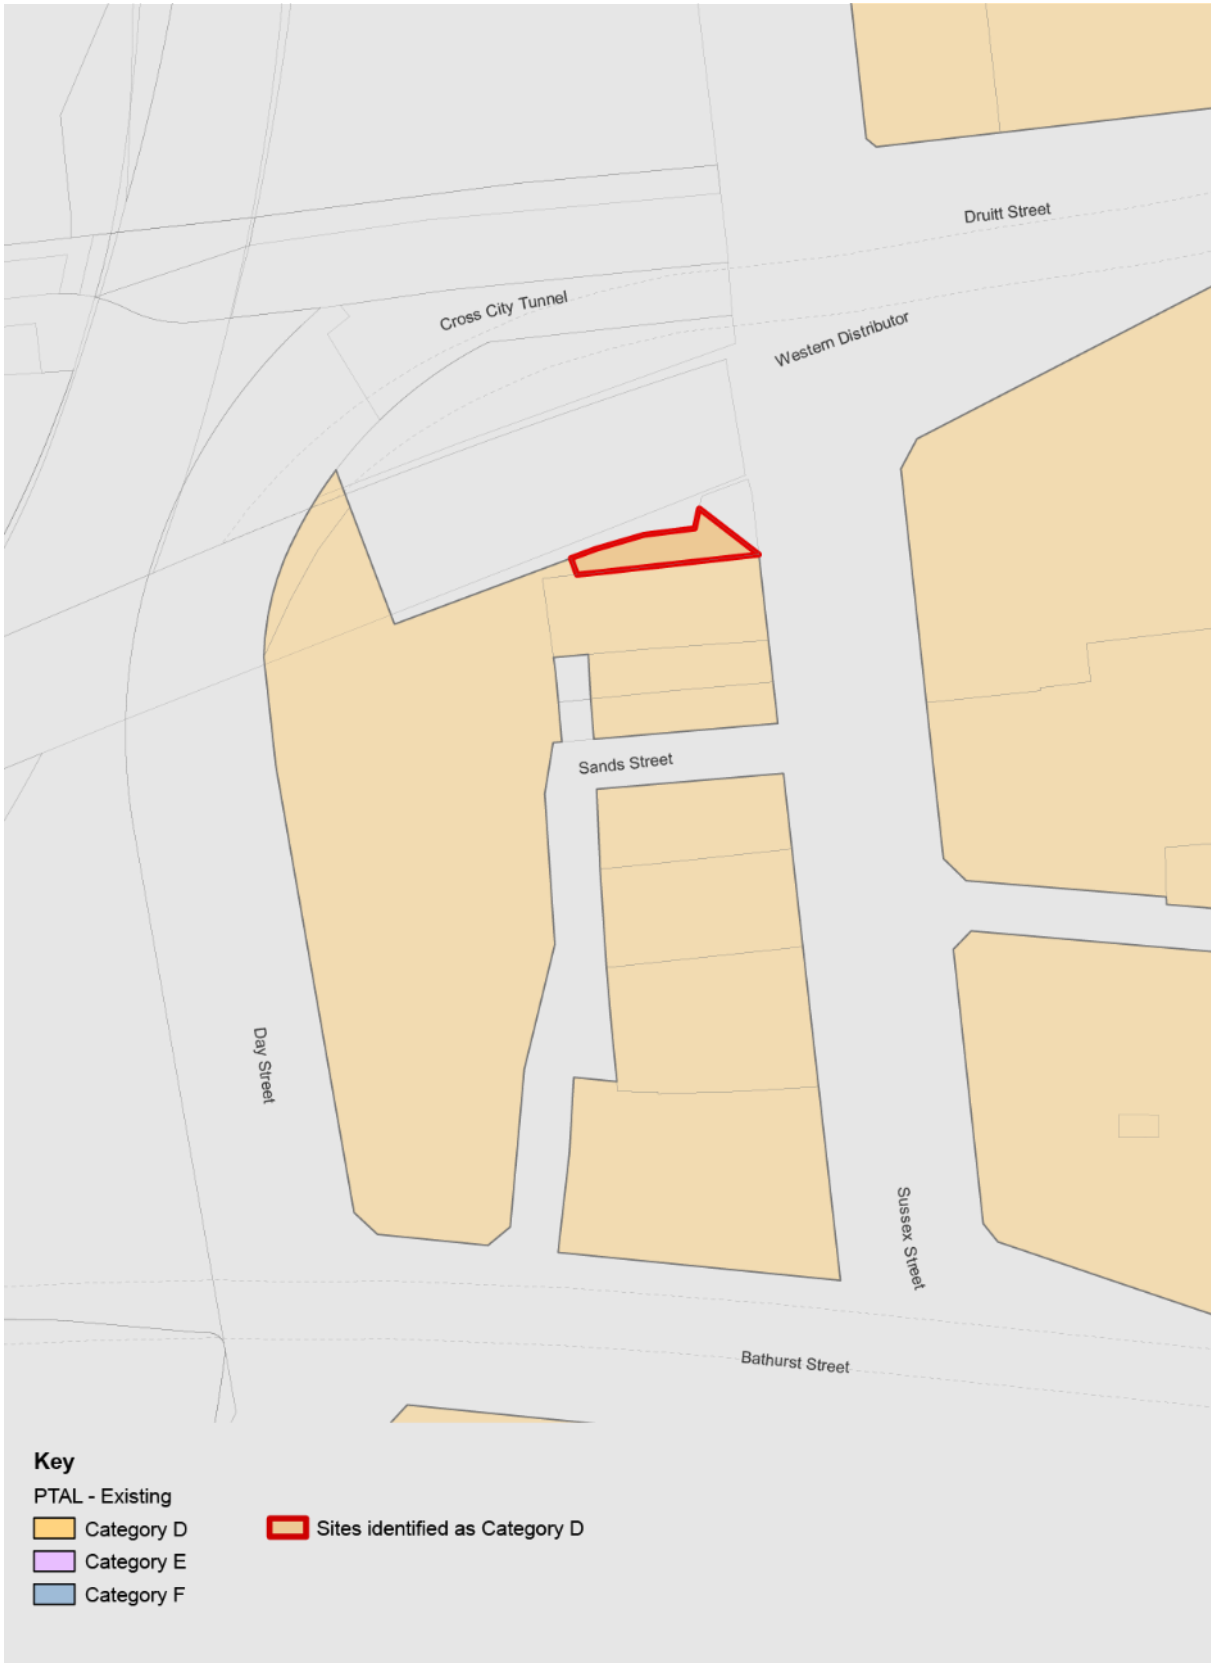 Druitt Street
Cross City Tunnel
Western Distributor
Sands Street
Day Street
Sussex Street
Bathurst Street
Key
PTAL - Existing
Category D
Sites identified as Category D
Category E
Category F